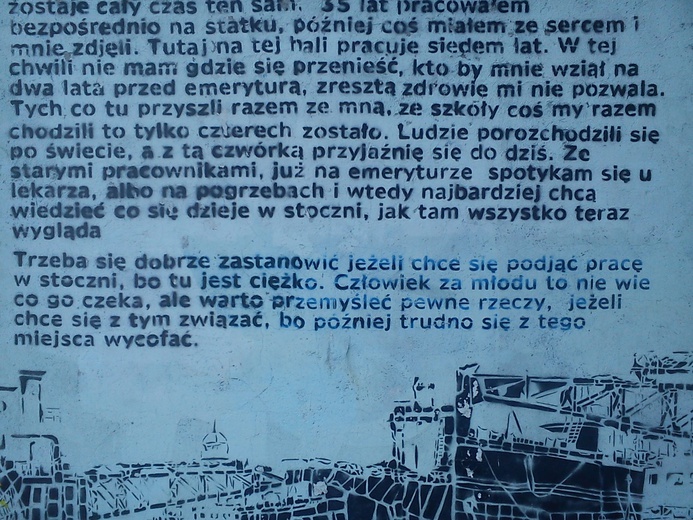 zostaje cały czas ten sam. 35 lat pracowałem
bezpośrednio na statku, później coś miałem ze sercem i
mnie zdjęli. Tutaj na tej hali pracuje siedem lat. W tej
chwili nie mam gdzie się przenieść, kto by mnie wziął na
dwa lata przed emeryturą, zresztą zdrowie mi nie pozwala.
Tych co tu przyszli razem ze mną, ze szkóły coś my razem
chodzili to tylko czterech zostało. Ludzie porozchodzili się
po świecie, a z tą czwórką przyjaźnię się do dziś. Ze
starymi pracownikami, już na emeryturze spotykam się u
lekarza, albo na pogrzebach i wtedy najbardziej chcą
wiedzieć co się dzieje w stoczni, jak tam wszystko teraz
wygląda
Trzeba się dobrze zastanowić jeżeli chce się podjąć pracę
w stoczni, bo tu jest ciężko. Człowiek za młodu to nie wie
co go czeka, ale warto przemyśleć pewne rzeczy, jeżeli
chce się z tym związać, bo później trudno się z tego
miejsca wycofać.